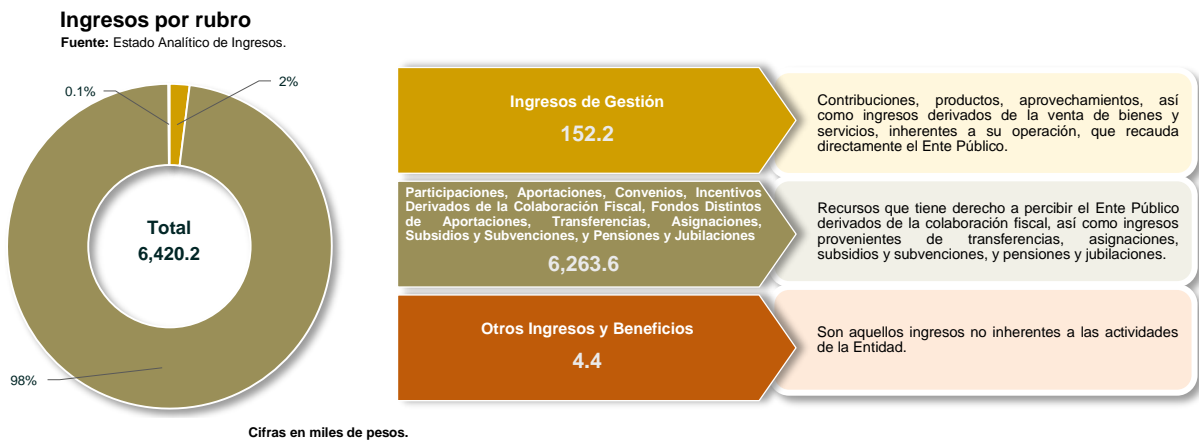 Ingresos por rubro
Fuente: Estado Analítico de Ingresos.
0.1%
2%
Total
6,420.2
98%
Ingresos de Gestión
152.2
Contribuciones, productos, aprovechamientos, así
como ingresos derivados de la venta de bienes y
servicios, inherentes a su operación, que recauda
directamente el Ente Público.
Participaciones, Aportaciones, Convenios, Incentivos
Derivados de la Colaboración Fiscal, Fondos Distintos
de Aportaciones, Transferencias, Asignaciones,
Subsidios y Subvenciones, y Pensiones y Jubilaciones
6,263.6
Recursos que tiene derecho a percibir el Ente Público
derivados de la colaboración fiscal, así como ingresos
provenientes de transferencias, asignaciones,
subsidios y subvenciones, y pensiones y jubilaciones.
Otros Ingresos y Beneficios
4.4
Son aquellos ingresos no inherentes a las actividades
de la Entidad.
Cifras en miles de pesos.